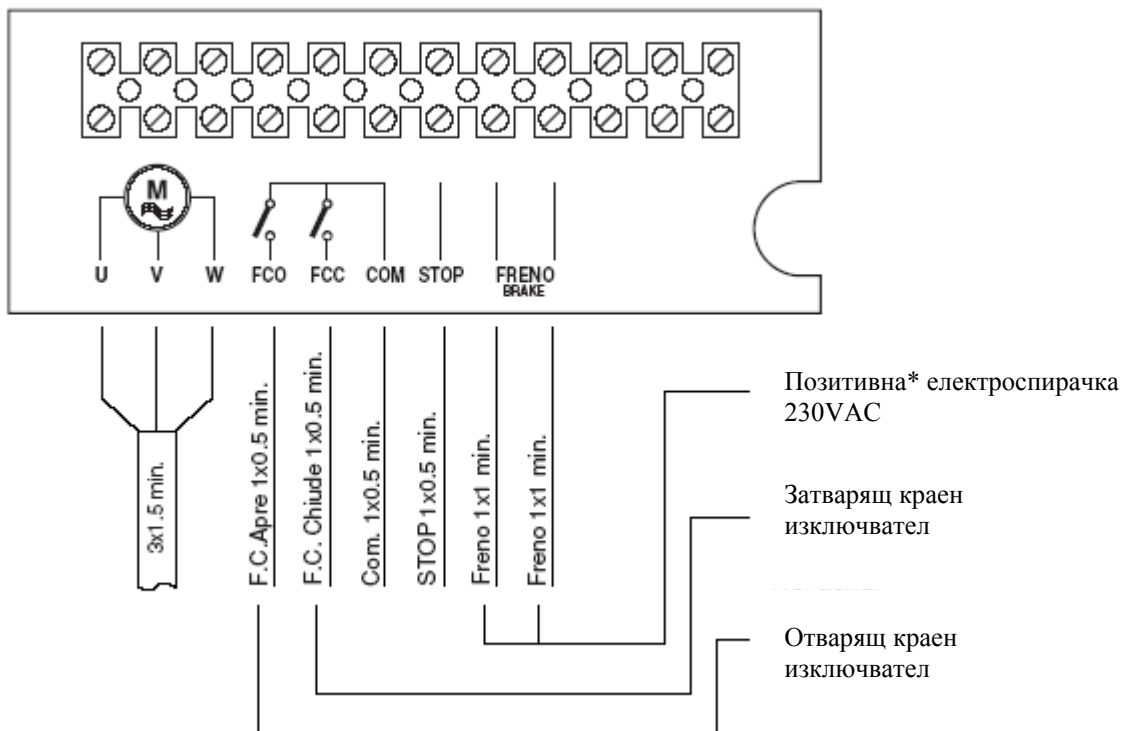 M
U V W FCO FCC COM STOP FRENO
BRAKE
3x1.5 min.
F.C.Apre 1x0.5 min.
F.C. Chiude 1x0.5 min.
Com. 1x0.5 min.
STOP 1x0.5 min.
Freno 1x1 min.
Freno 1x1 min.
Позитивна* електроспирачка
230VAC
Затварящ краен
изключвател
Отварящ краен
изключвател